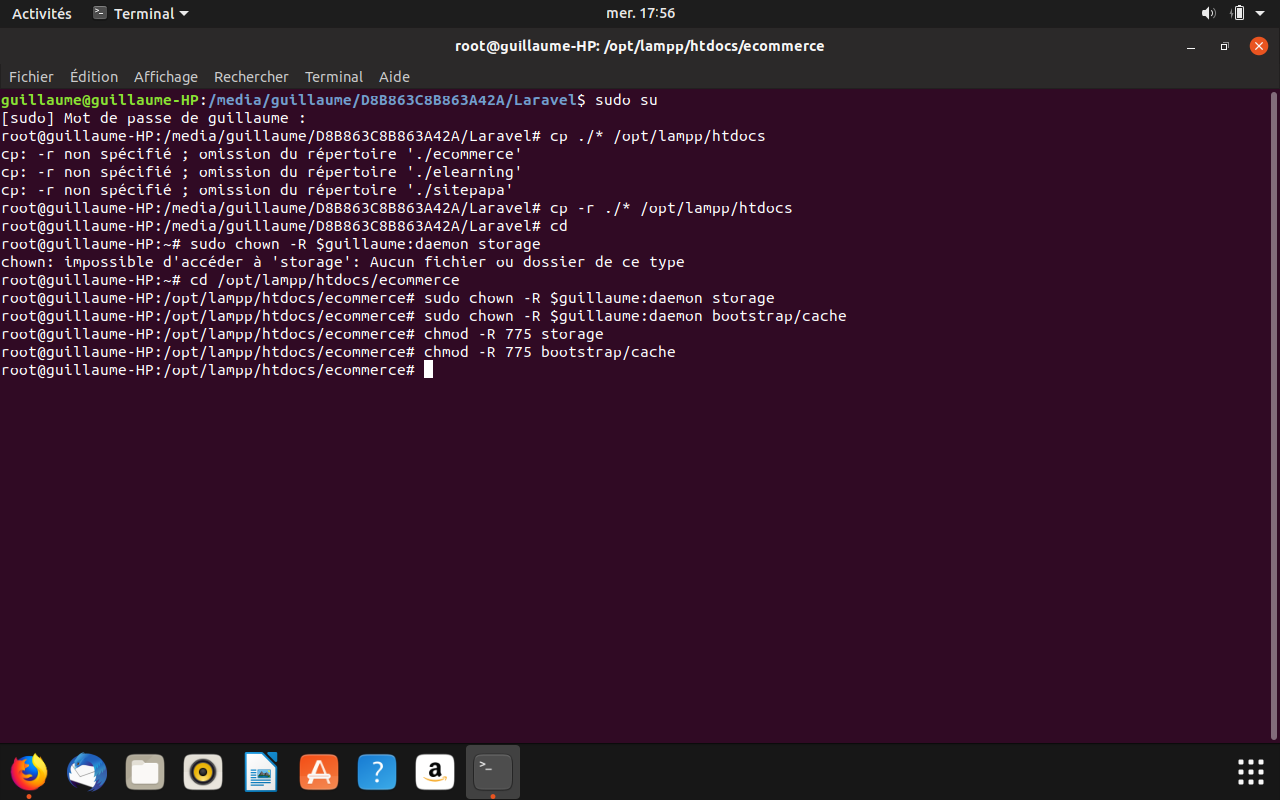 Activités Terminal mer. 17:56
root@guillaume-HP: /opt/lampp/htdocs/ecommerce
Fichier Édition Affichage Rechercher Terminal Aide
guillaume@guillaume-HP:/media/guillaume/D8B863C8B863A42A/Laravel$ sudo su
[sudo] Mot de passe de guillaume :
root@guillaume-HP:/media/guillaume/D8B863C8B863A42A/Laravel# cp ./* /opt/lampp/htdocs
cp: -r non spécifié ; omission du répertoire './ecommerce'
cp: -r non spécifié ; omission du répertoire './elearning'
cp: -r non spécifié ; omission du répertoire './sitepapa'
root@guillaume-HP:/media/guillaume/D8B863C8B863A42A/Laravel# cp -r ./* /opt/lampp/htdocs
root@guillaume-HP:/media/guillaume/D8B863C8B863A42A/Laravel# cd
root@guillaume-HP:~# sudo chown -R $guillaume:daemon storage
chown: impossible d'accéder à 'storage': Aucun fichier ou dossier de ce type
root@guillaume-HP:~# cd /opt/lampp/htdocs/ecommerce
root@guillaume-HP:/opt/lampp/htdocs/ecommerce# sudo chown -R $guillaume:daemon storage
root@guillaume-HP:/opt/lampp/htdocs/ecommerce# sudo chown -R $guillaume:daemon bootstrap/cache
root@guillaume-HP:/opt/lampp/htdocs/ecommerce# chmod -R 775 storage
root@guillaume-HP:/opt/lampp/htdocs/ecommerce# chmod -R 775 bootstrap/cache
root@guillaume-HP:/opt/lampp/htdocs/ecommerce#